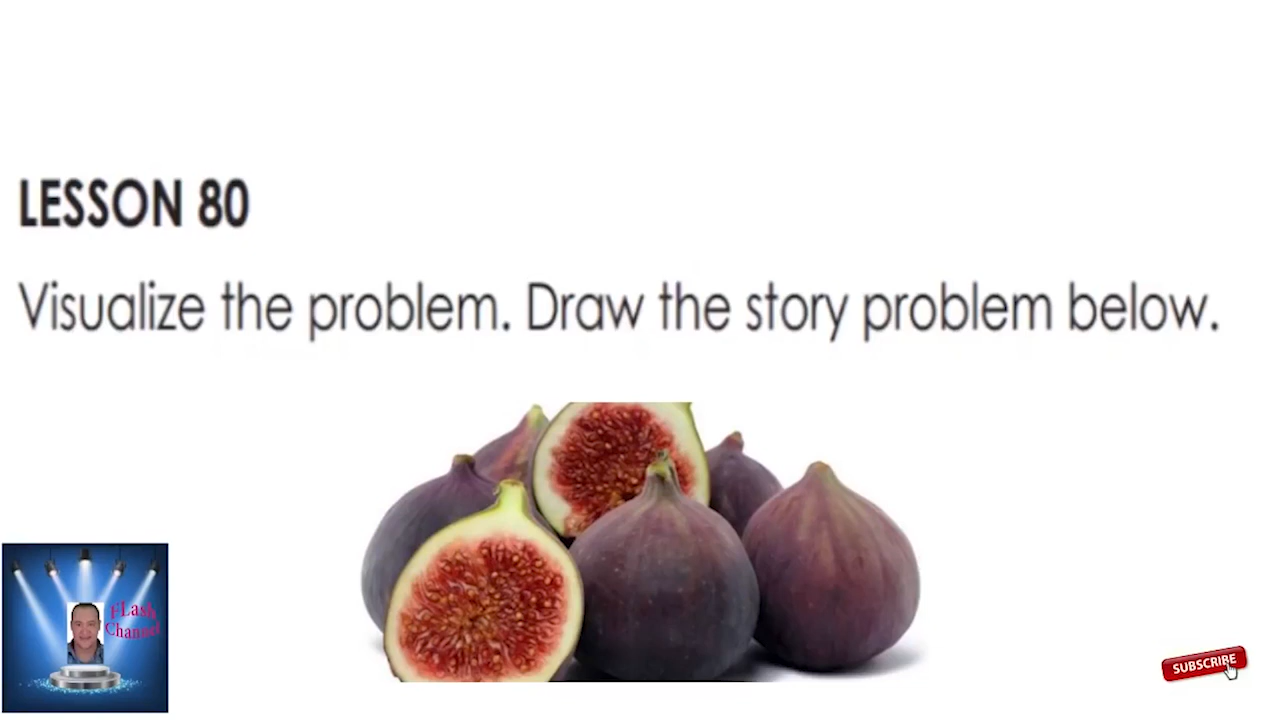 LESSON 80
Visualize the problem. Draw the story problem below.
FLash
Channel
SUBSCRIBE